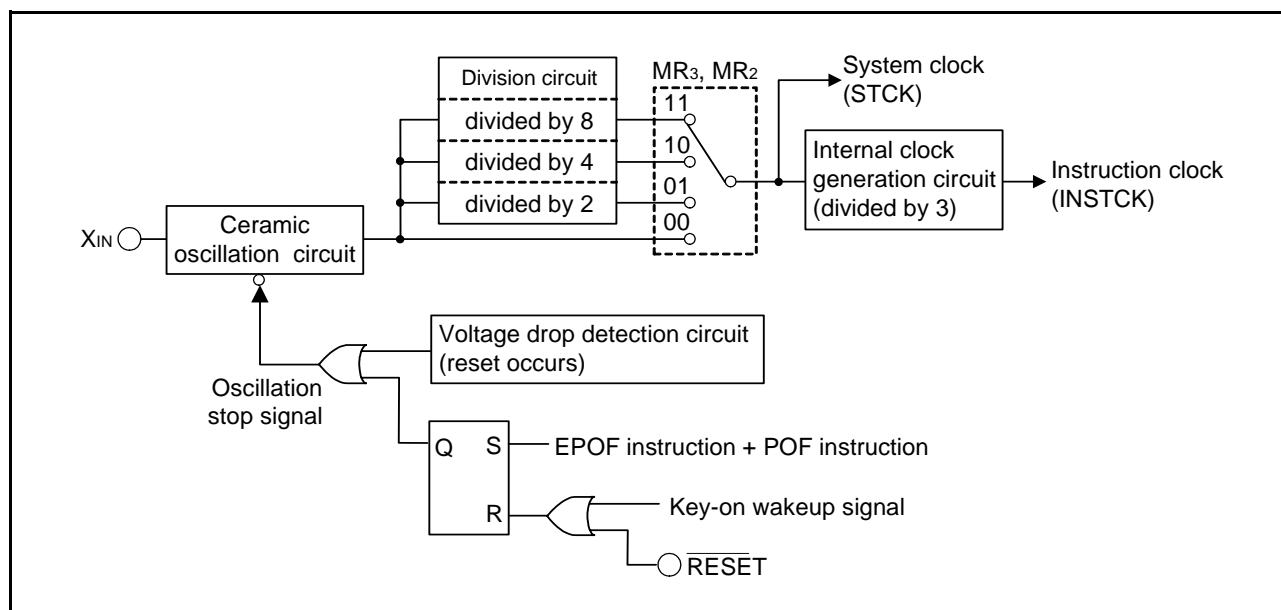 Division circuit
divided by 8
divided by 4
divided by 2
MR3, MR2
11
10
01
00
System clock
(STCK)
Internal clock
generation circuit
(divided by 3)
Instruction clock
(INSTCK)
XIN
Ceramic
oscillation circuit
Voltage drop detection circuit
(reset occurs)
Oscillation
stop signal
Q
S
R
EPOF instruction + POF instruction
Key-on wakeup signal
RESET